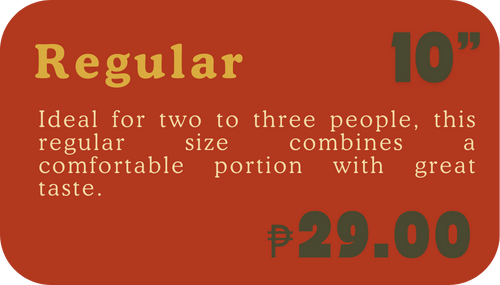 Regular 10”
Ideal for two to three people, this
regular size combines a
comfortable portion with great
taste.
₱29.00